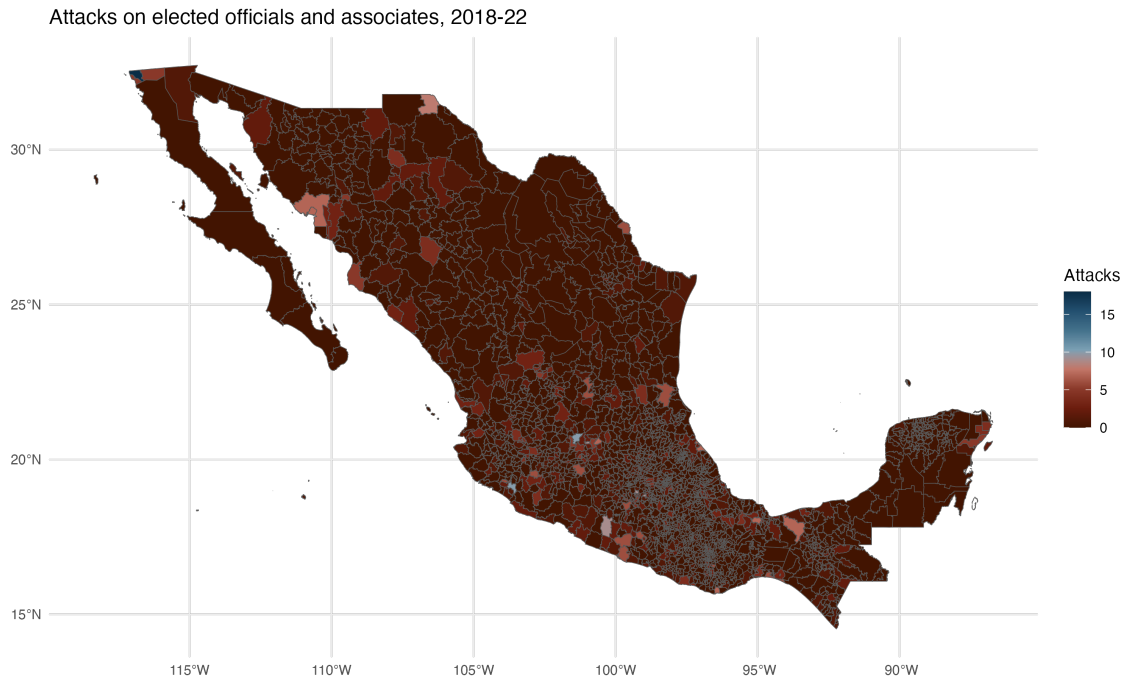 Attacks on elected officials and associates, 2018-22
30°N
25°N
20°N
15°N
115°W 110°W 105°W 100°W 95°W 90°W
Attacks
15
10
5
0